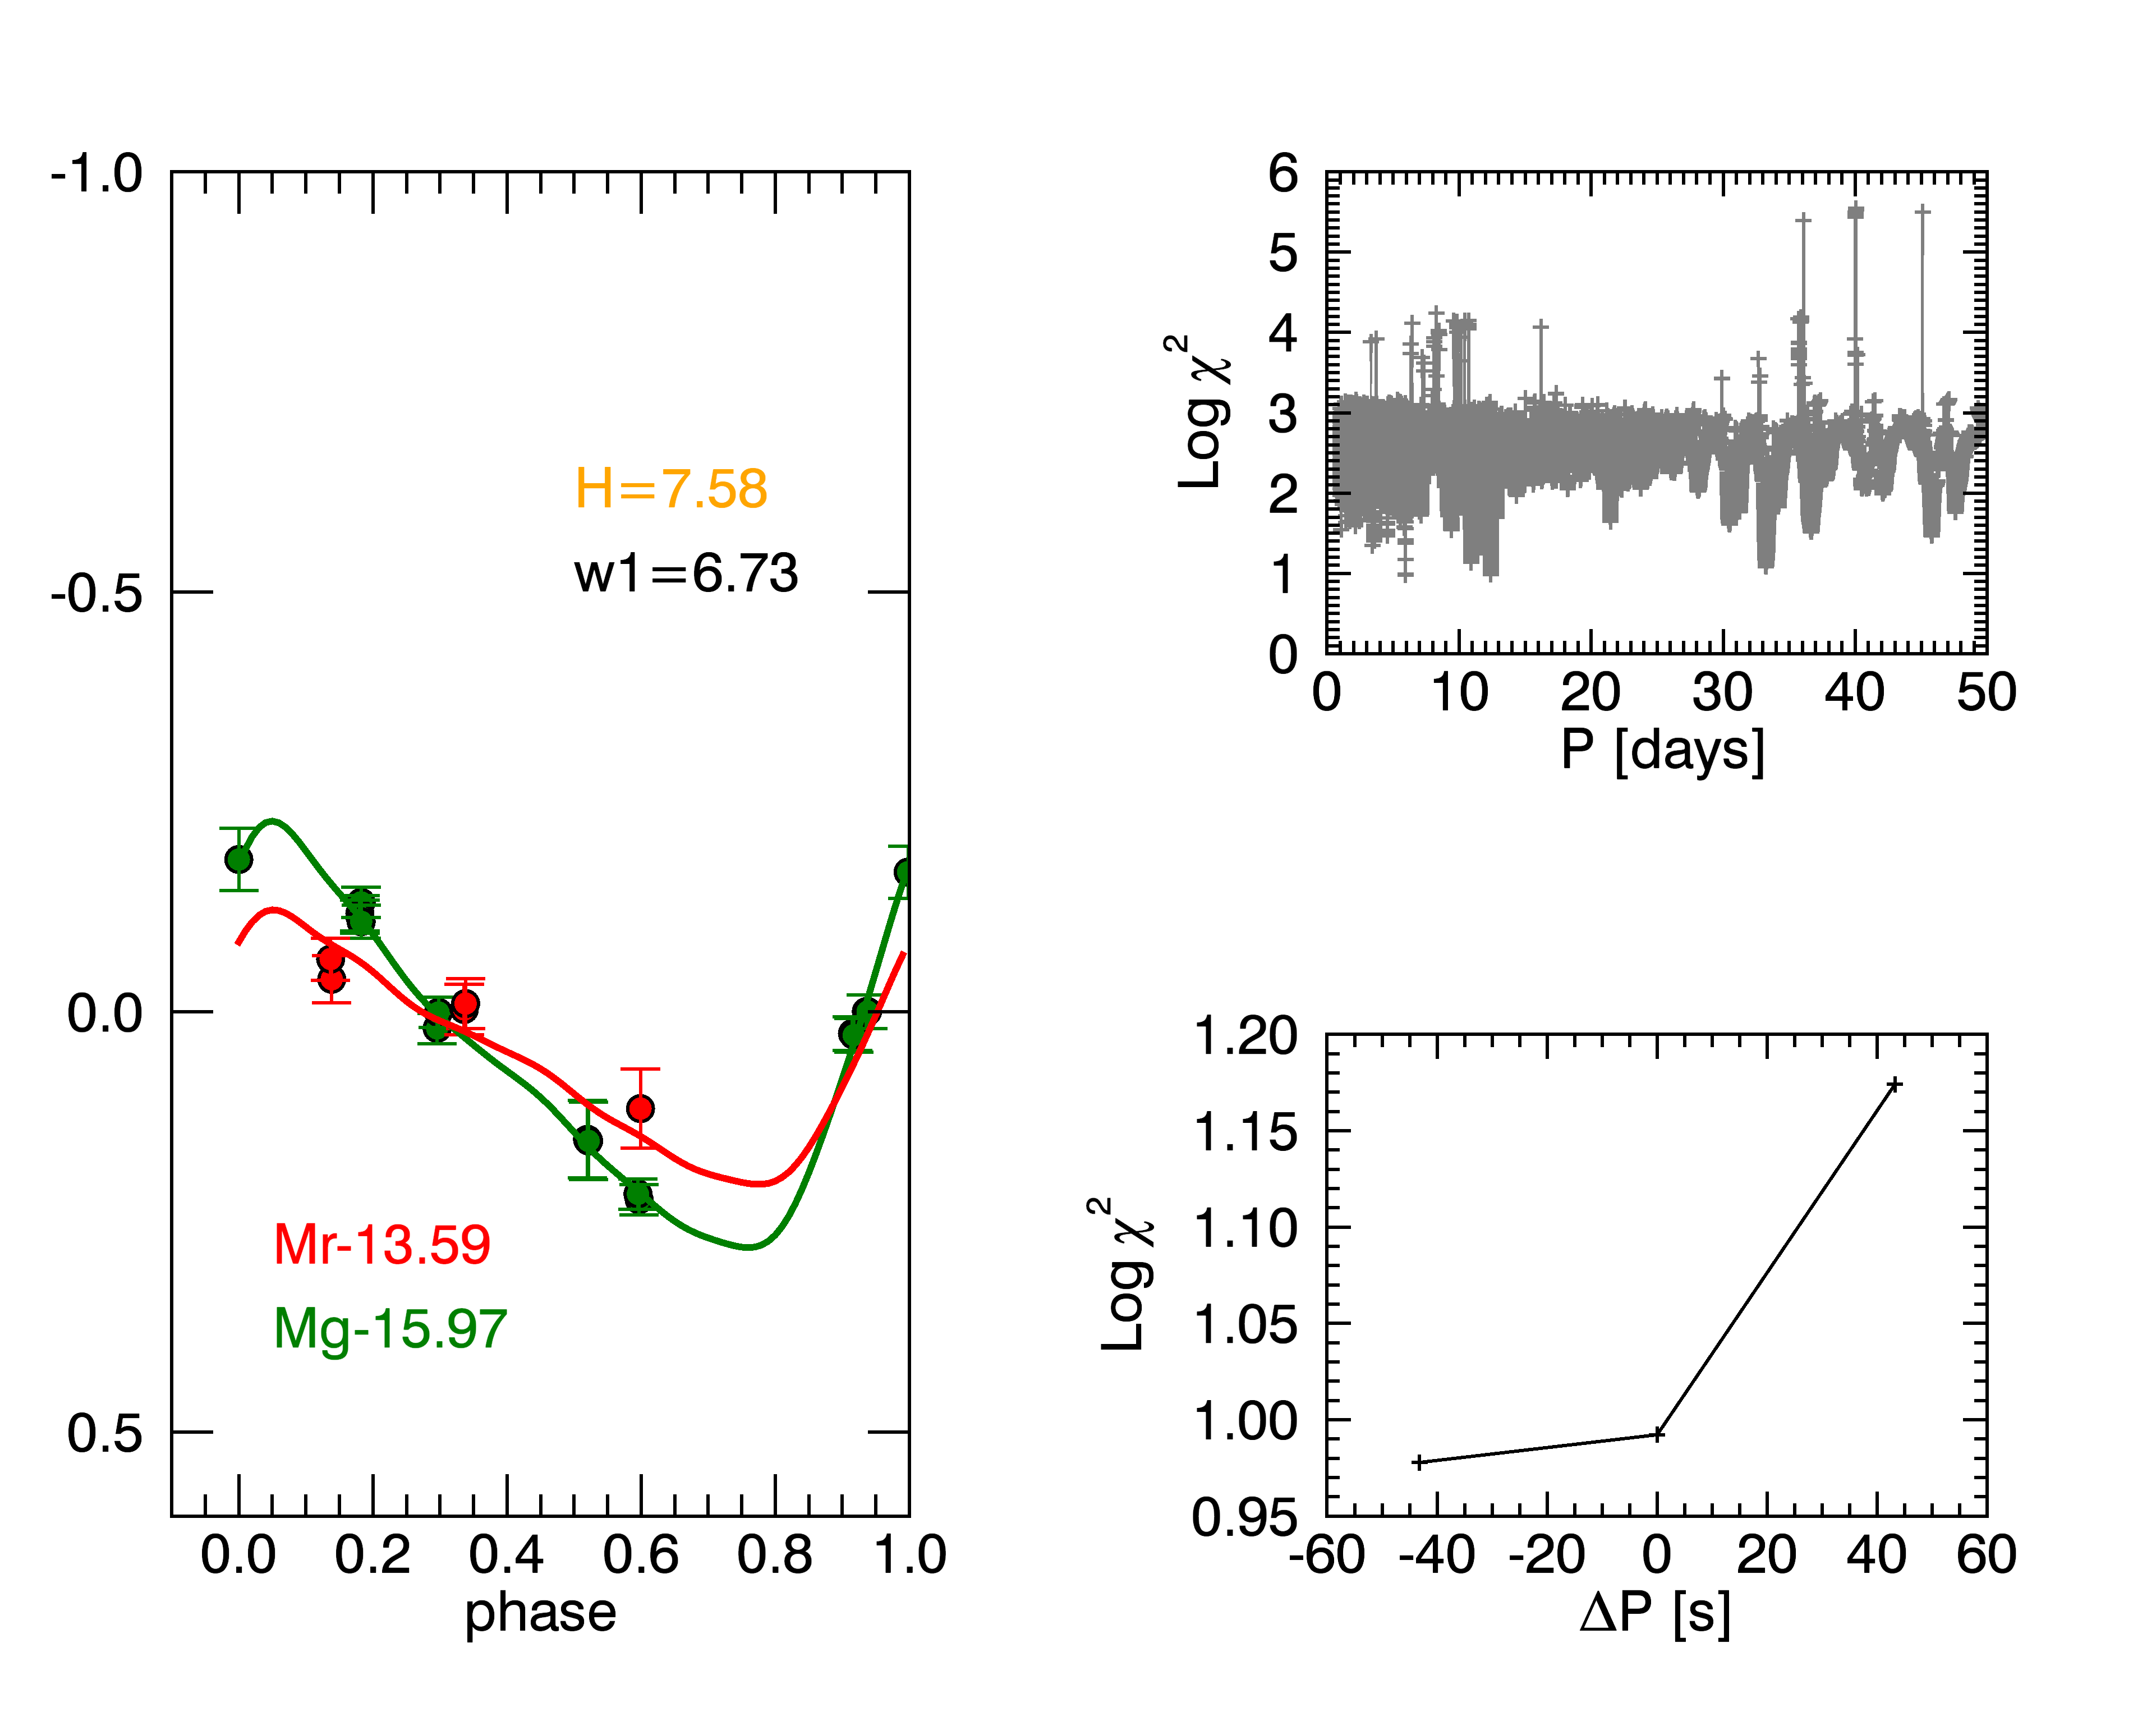 -1.0
-0.5
0.0
0.5
H=7.58
w1=6.73
Mr-13.59
Mg-15.97
0.0 0.2 0.4 0.6 0.8 1.0
phase
6
5
4
3
2
1
0
Log χ²
0 10 20 30 40 50
P [days]
1.20
1.15
1.10
1.05
1.00
0.95
Log χ²
-60 -40 -20 0 20 40 60
ΔP [s]